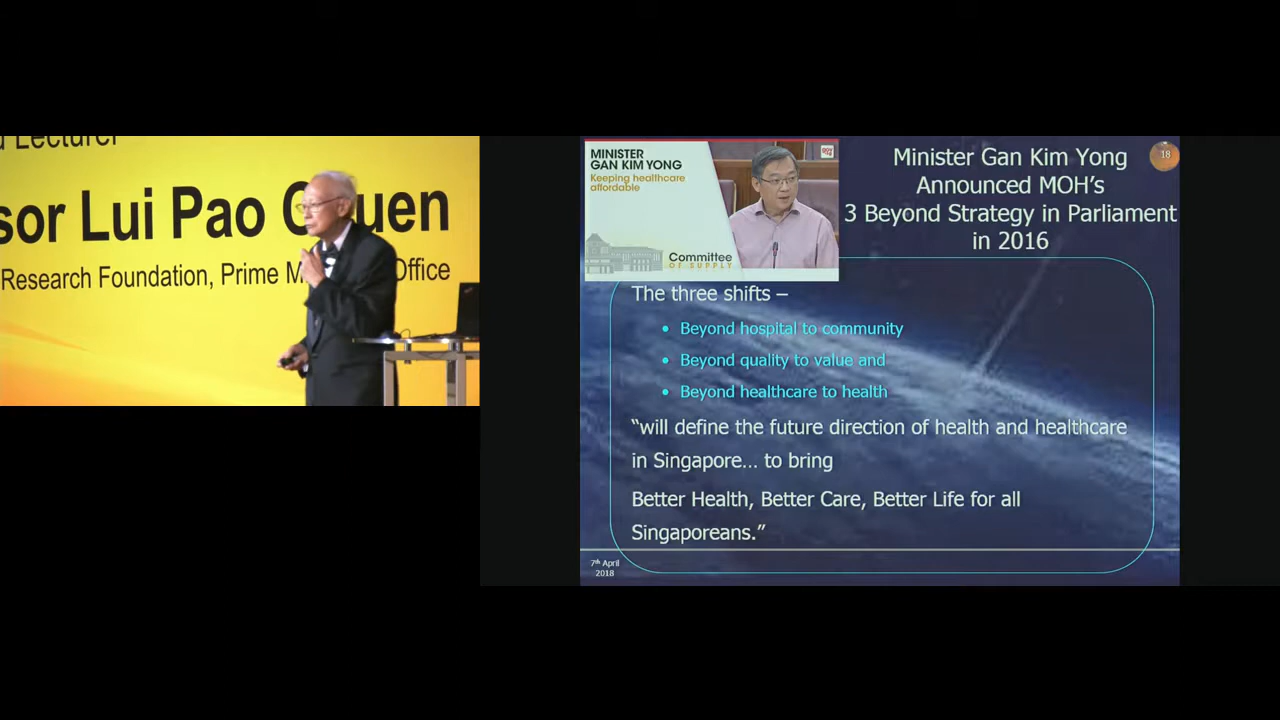 Lecturer
sor Lui Pao Chuen
Research Foundation, Prime M Office
MINISTER
GAN KIM YONG
Keeping healthcare
affordable
Committee
OF SUPPLY
Minister Gan Kim Yong
Announced MOH’s
3 Beyond Strategy in Parliament
in 2016
18
The three shifts –
• Beyond hospital to community
• Beyond quality to value and
• Beyond healthcare to health
“will define the future direction of health and healthcare
in Singapore… to bring
Better Health, Better Care, Better Life for all
Singaporeans.”
7th April
2018